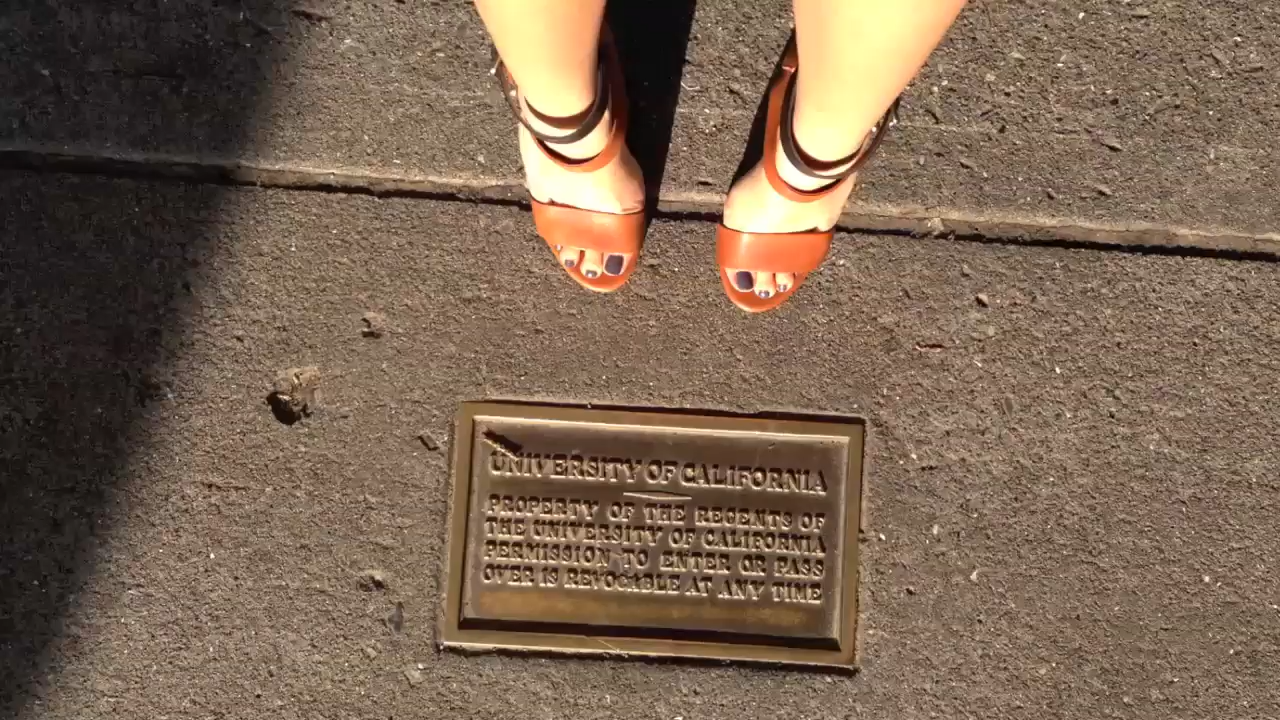 UNIVERSITY OF CALIFORNIA
PROPERTY OF THE REGENTS OF
THE UNIVERSITY OF CALIFORNIA
PERMISSION TO ENTER OR PASS
OVER IS REVOCABLE AT ANY TIME